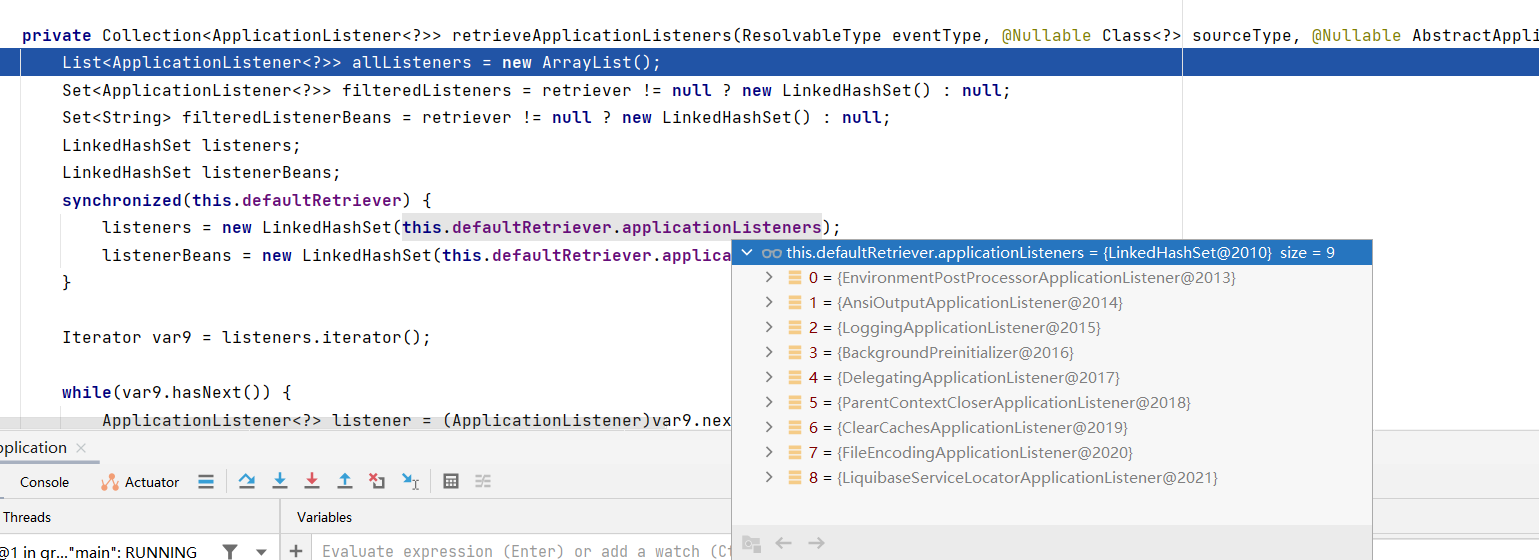 private Collection<ApplicationListener<?>> retrieveApplicationListeners(ResolvableType eventType, @Nullable Class<?> sourceType, @Nullable AbstractAppli
List<ApplicationListener<?>> allListeners = new ArrayList();
Set<ApplicationListener<?>> filteredListeners = retriever != null ? new LinkedHashSet() : null;
Set<String> filteredListenerBeans = retriever != null ? new LinkedHashSet() : null;
LinkedHashSet listeners;
LinkedHashSet listenerBeans;
synchronized(this.defaultRetriever) {
listeners = new LinkedHashSet(this.defaultRetriever.applicationListeners);
listenerBeans = new LinkedHashSet(this.defaultRetriever.applica
}
Iterator var9 = listeners.iterator();
while(var9.hasNext()) {
ApplicationListener<?> listener = (ApplicationListener)var9.nex
this.defaultRetriever.applicationListeners = {LinkedHashSet@2010} size = 9
0 = {EnvironmentPostProcessorApplicationListener@2013}
1 = {AnsiOutputApplicationListener@2014}
2 = {LoggingApplicationListener@2015}
3 = {BackgroundPreinitializer@2016}
4 = {DelegatingApplicationListener@2017}
5 = {ParentContextCloserApplicationListener@2018}
6 = {ClearCachesApplicationListener@2019}
7 = {FileEncodingApplicationListener@2020}
8 = {LiquibaseServiceLocatorApplicationListener@2021}
pplication
Console Actuator
Threads Variables
@1 in gr..."main": RUNNING
Evaluate expression (Enter) or add a watch (Ct